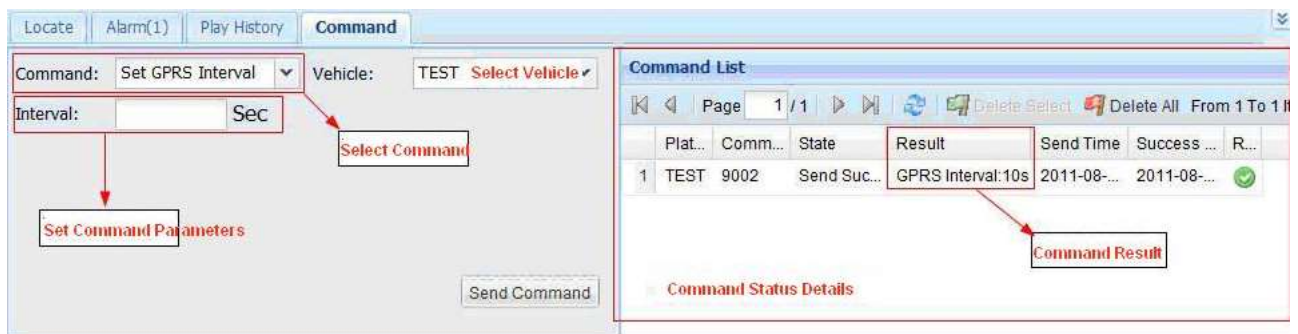 Locate Alarm(1) Play History Command
Command: Set GPRS Interval Vehicle: TEST Select Vehicle
Interval: Sec
Select Command
Set Command Parameters
Send Command
Command List
Page 1 / 1 Delete Select Delete All From 1 To 1 It
Plat... Comm... State Result Send Time Success ... R...
1 TEST 9002 Send Suc... GPRS Interval:10s 2011-08-... 2011-08-...
Command Result
Command Status Details